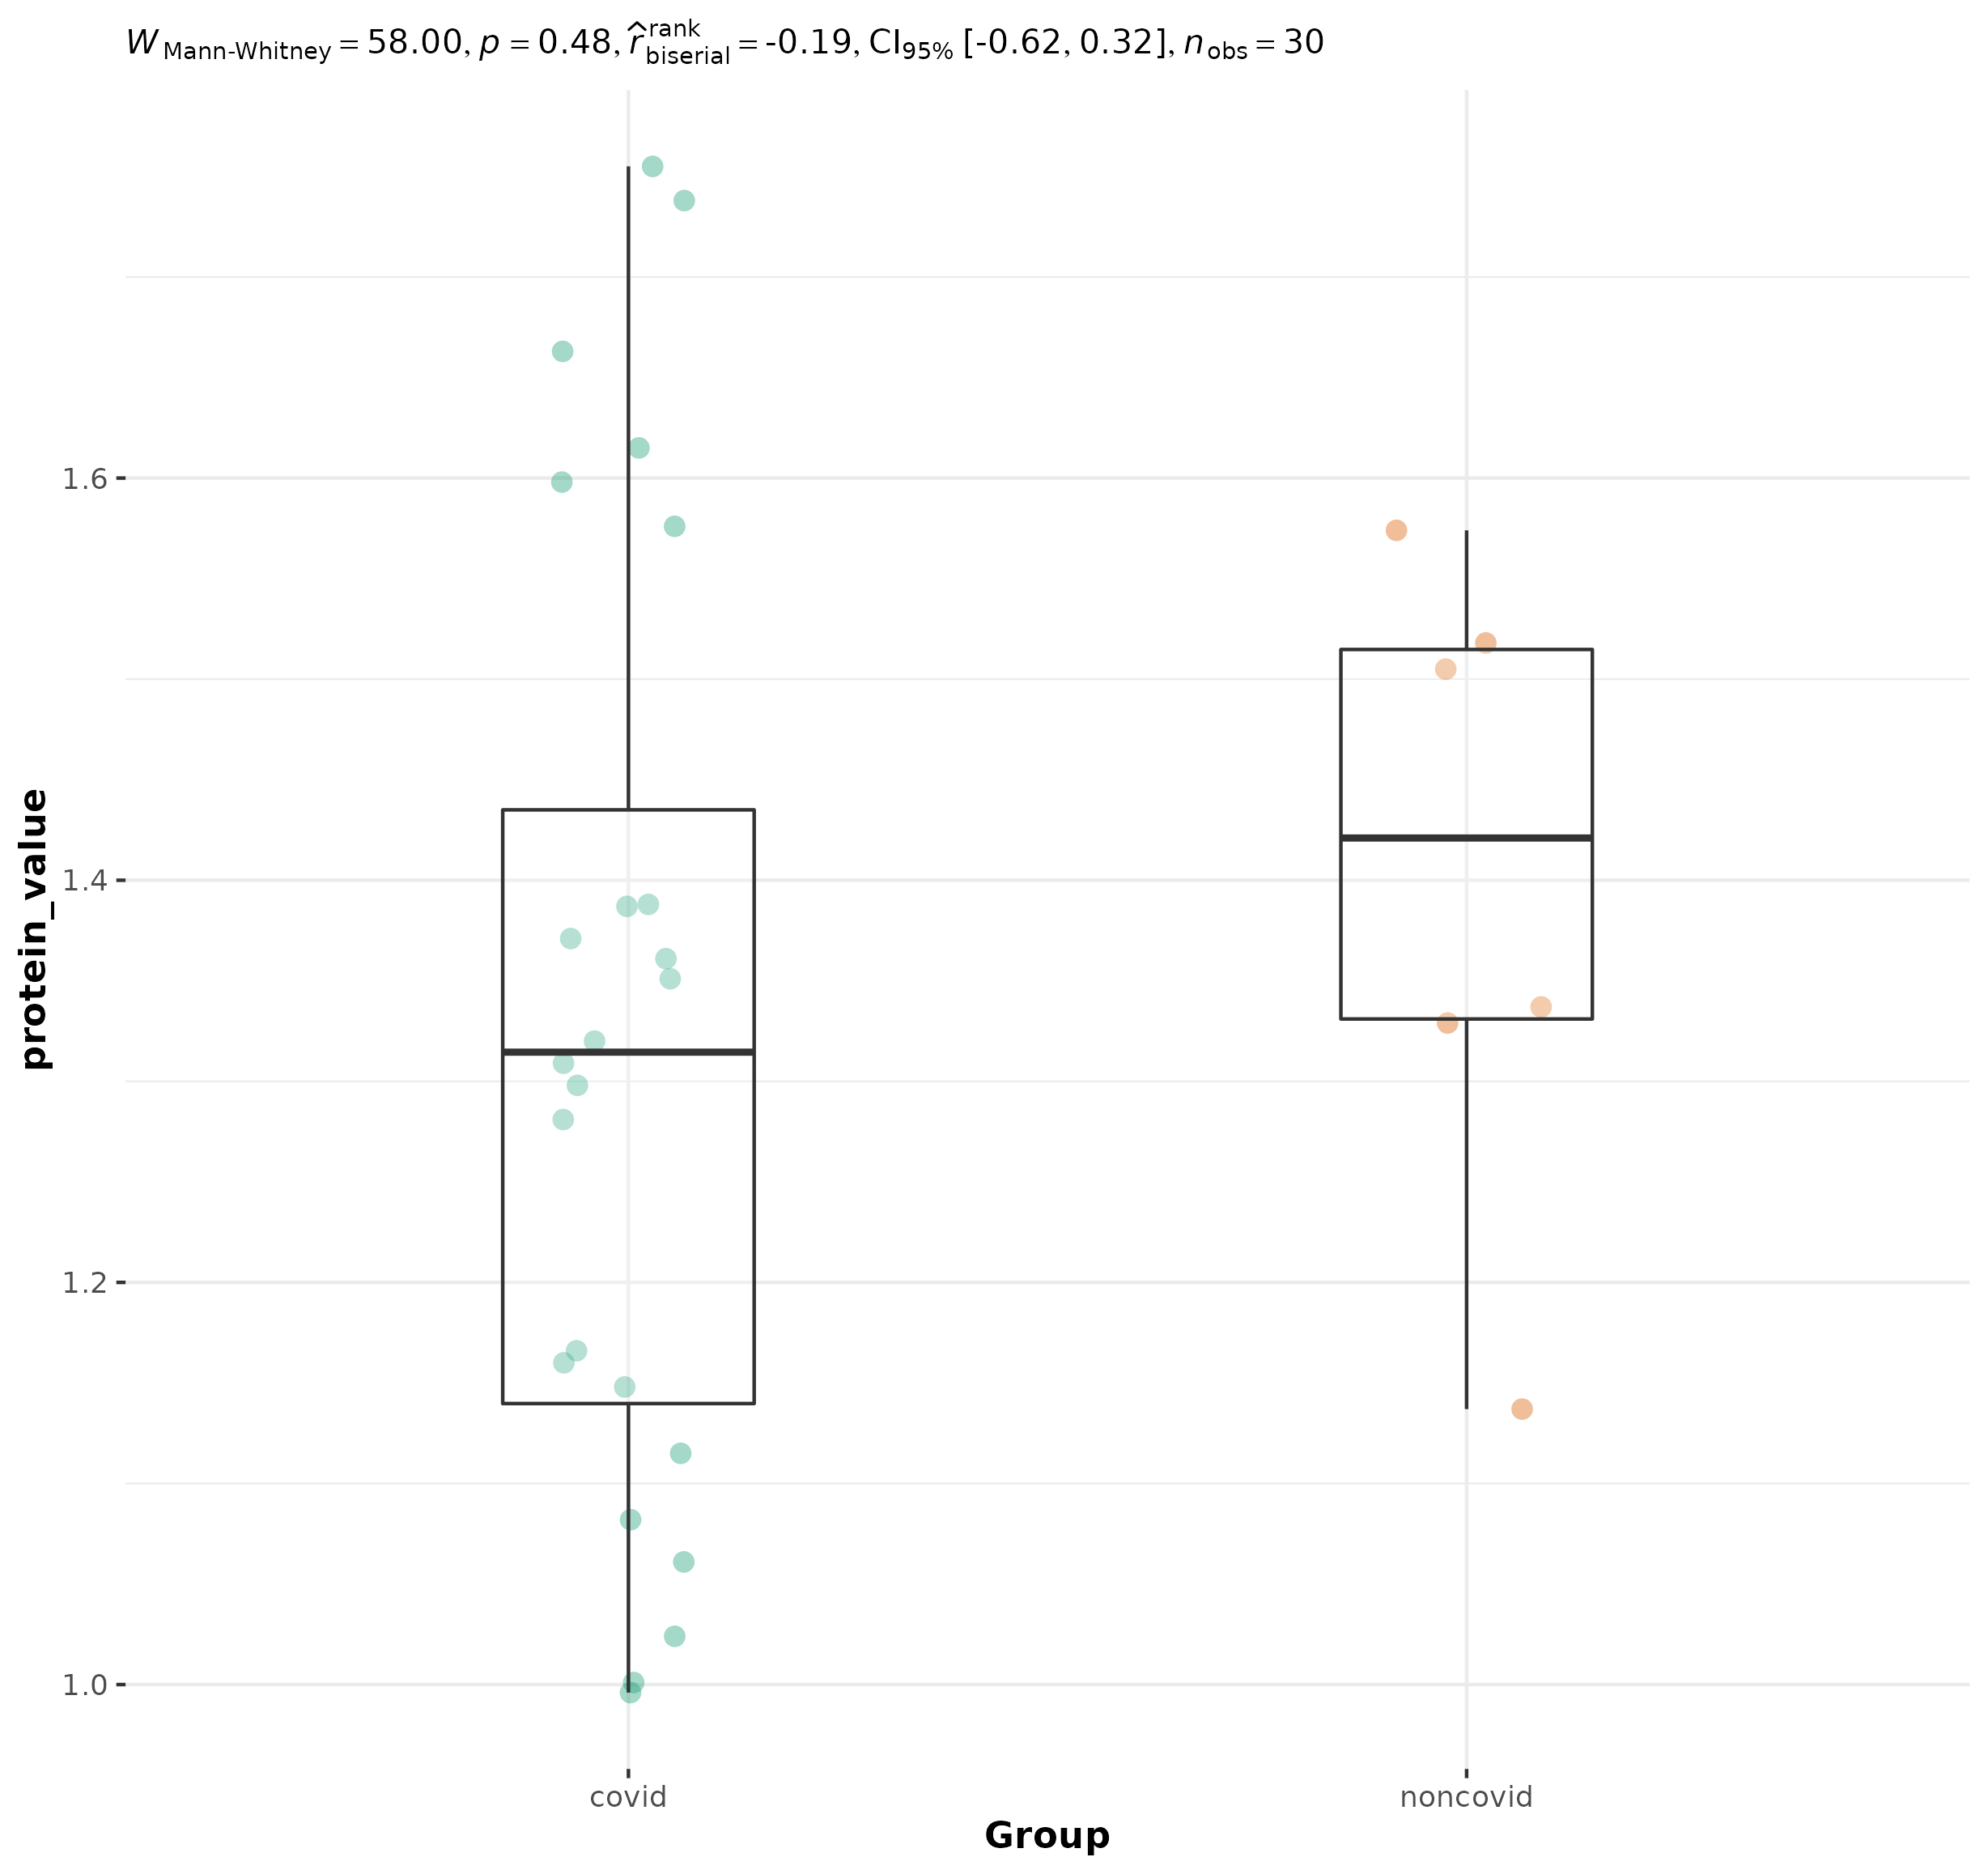 W Mann-Whitney = 58.00, p = 0.48, r̂ rank biserial = -0.19, CI95% [-0.62, 0.32], nobs = 30
protein_value
1.6
1.4
1.2
1.0
covid noncovid
Group